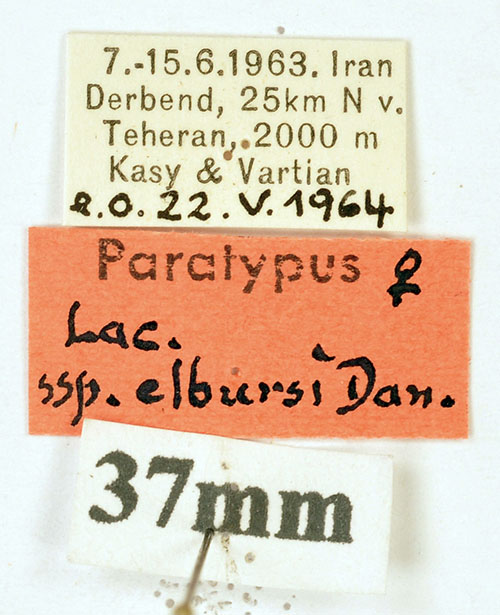 7.-15.6.1963. Iran
Derbend, 25km N v.
Teheran, 2000 m
Kasy & Vartian
e.o. 22. V. 1964
Paratypus ♀
Lac.
ssp. elbursi Dan.
37mm